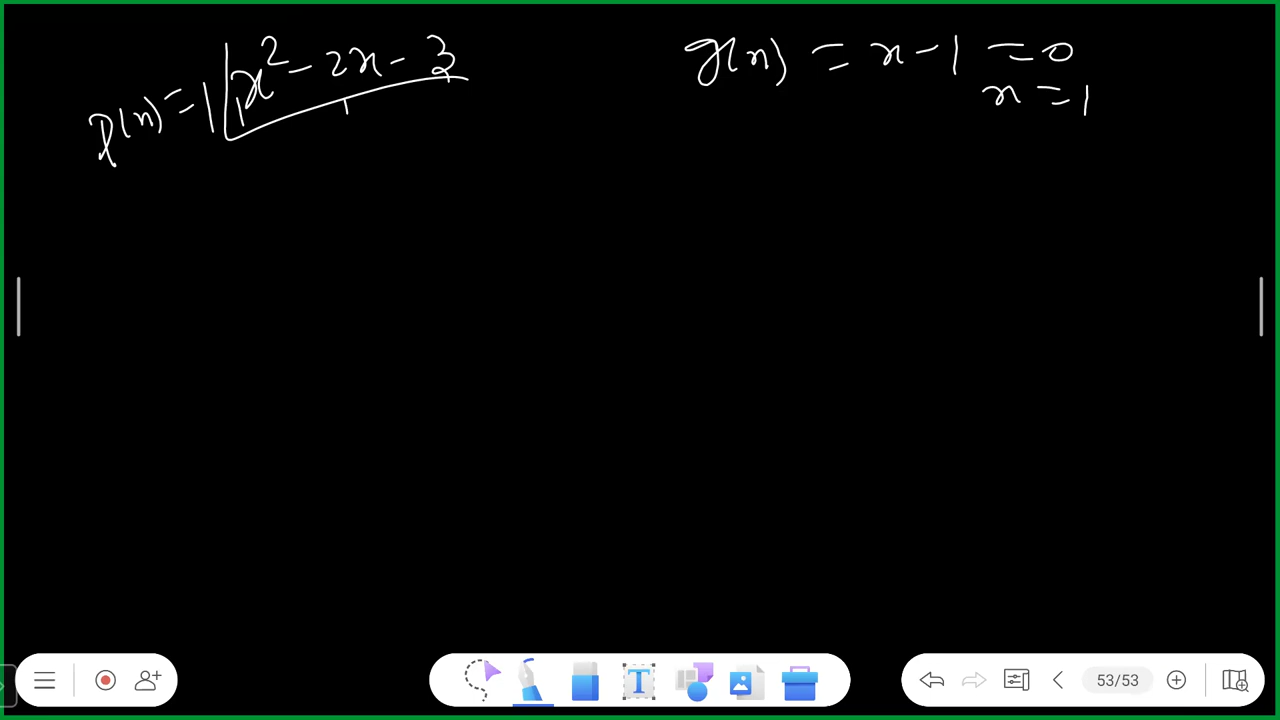 p(x) = 1 | x² - 2x - 3
g(x) = x - 1 = 0
x = 1
T
53/53